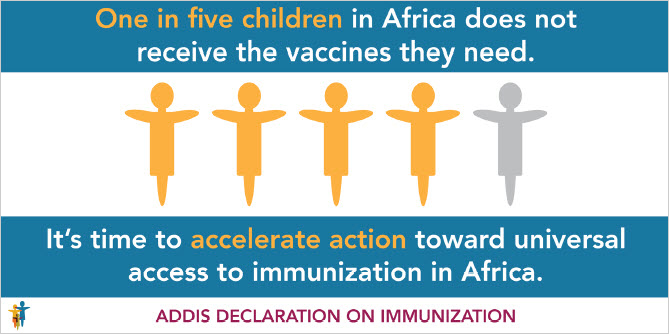 One in five children in Africa does not
receive the vaccines they need.
It's time to accelerate action toward universal
access to immunization in Africa.
ADDIS DECLARATION ON IMMUNIZATION